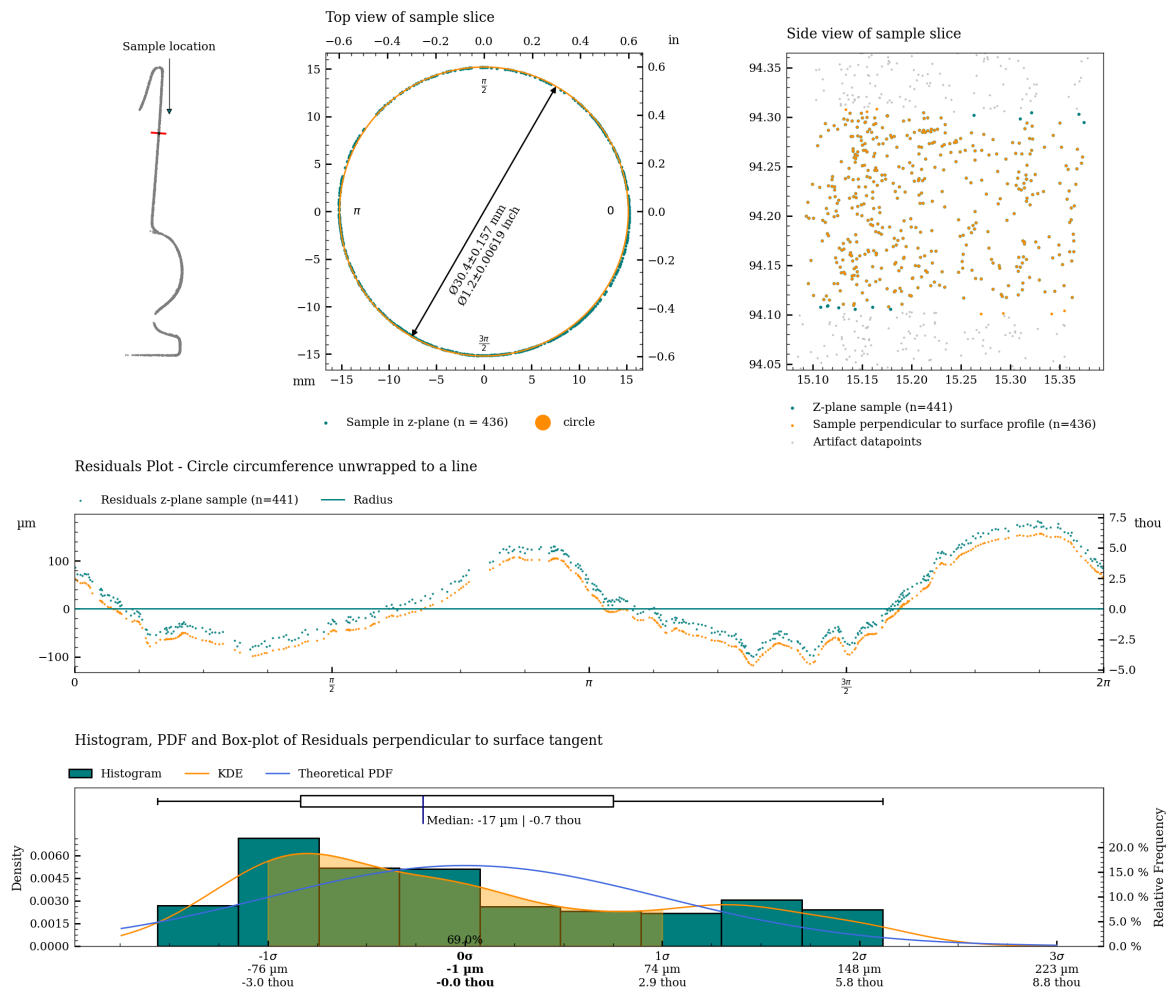 Sample location
Top view of sample slice
−0.6 −0.4 −0.2 0.0 0.2 0.4 0.6 in
15
10
5
0
−5
−10
−15
0.6
0.4
0.2
0.0
−0.2
−0.4
−0.6
π/2
π
0
3π/2
Ø30.4±0.157 mm
Ø1.2±0.00619 inch
mm −15 −10 −5 0 5 10 15
Sample in z-plane (n = 436) circle
Side view of sample slice
94.35
94.30
94.25
94.20
94.15
94.10
94.05
15.10 15.15 15.20 15.25 15.30 15.35
Z-plane sample (n=441)
Sample perpendicular to surface profile (n=436)
Artifact datapoints
Residuals Plot - Circle circumference unwrapped to a line
Residuals z-plane sample (n=441) Radius
µm
100
0
−100
7.5 thou
5.0
2.5
0.0
−2.5
−5.0
0 π/2 π 3π/2 2π
Histogram, PDF and Box-plot of Residuals perpendicular to surface tangent
Histogram KDE Theoretical PDF
Median: -17 µm | -0.7 thou
Density
0.0060
0.0045
0.0030
0.0015
0.0000
69.0%
Relative Frequency
20.0 %
15.0 %
10.0 %
5.0 %
0.0 %
-1σ 0σ 1σ 2σ 3σ
-76 µm -1 µm 74 µm 148 µm 223 µm
-3.0 thou -0.0 thou 2.9 thou 5.8 thou 8.8 thou